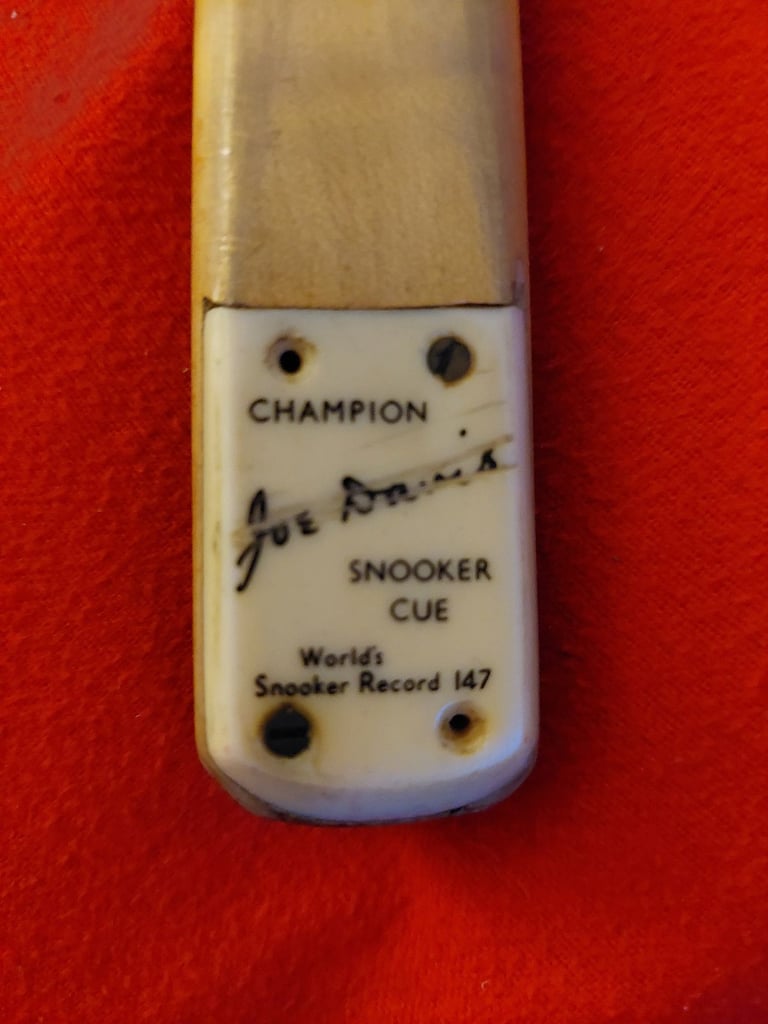 CHAMPION
Joe Davis
SNOOKER
CUE
World's
Snooker Record 147